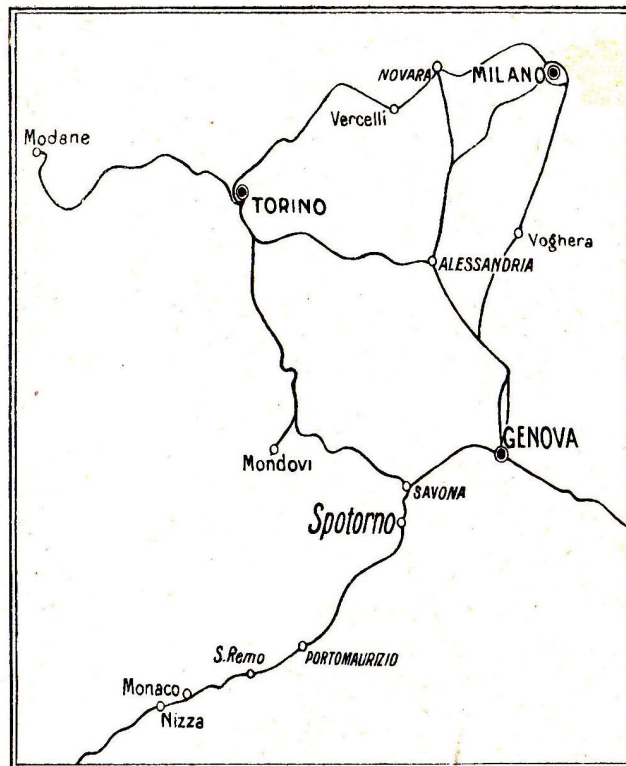 NOVARA
MILANO
Vercelli
Modane
TORINO
Voghera
ALESSANDRIA
GENOVA
Mondovi
SAVONA
Spotorno
S.Remo
PORTOMAURIZIO
Monaco
Nizza